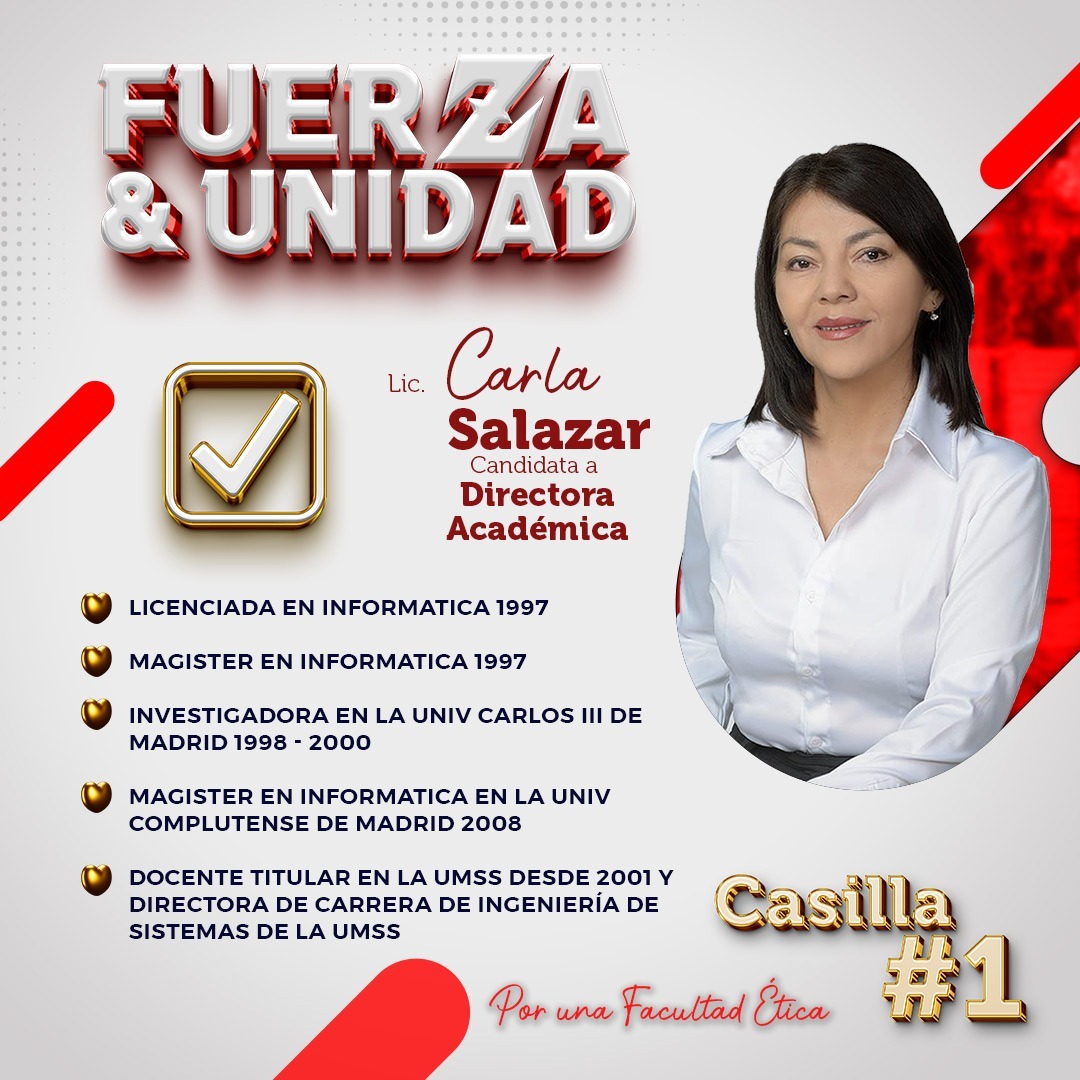 FUERZA
& UNIDAD
Lic. Carla
Salazar
Candidata a
Directora
Académica
LICENCIADA EN INFORMATICA 1997
MAGISTER EN INFORMATICA 1997
INVESTIGADORA EN LA UNIV CARLOS III DE
MADRID 1998 - 2000
MAGISTER EN INFORMATICA EN LA UNIV
COMPLUTENSE DE MADRID 2008
DOCENTE TITULAR EN LA UMSS DESDE 2001 Y
DIRECTORA DE CARRERA DE INGENIERÍA DE
SISTEMAS DE LA UMSS
Casilla
#1
Por una Facultad Ética